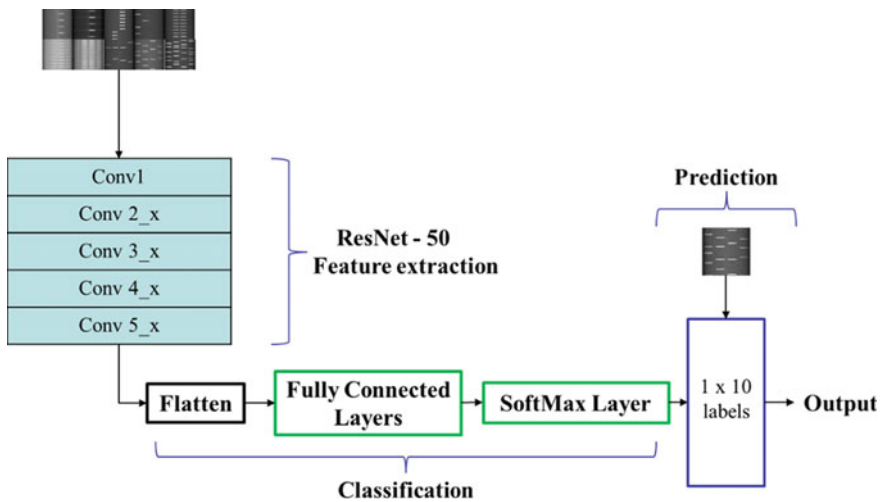 Conv1
Conv 2_x
Conv 3_x
Conv 4_x
Conv 5_x
ResNet - 50
Feature extraction
Prediction
Flatten
Fully Connected
Layers
SoftMax Layer
1 x 10
labels
Output
Classification